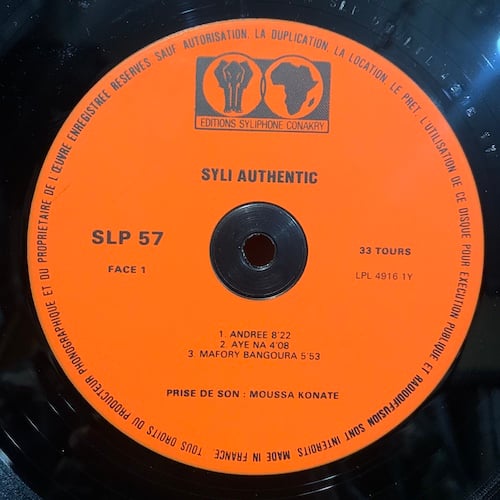 TOUS DROITS DU PRODUCTEUR PHONOGRAPHIQUE ET DU PROPRIETAIRE DE L'ŒUVRE ENREGISTREE RESERVES SAUF AUTORISATION. LA DUPLICATION. LA LOCATION. LE PRET. L'UTILISATION DE CE DISQUE POUR EXECUTION PUBLIQUE ET RADIODIFFUSION SONT INTERDITS MADE IN FRANCE.
EDITIONS SYLIPHONE CONAKRY
SYLI AUTHENTIC
SLP 57
FACE 1
33 TOURS
LPL 4916 1Y
1. ANDREE 8'22
2. AYE NA 4'08
3. MAFORY BANGOURA 5'53
PRISE DE SON : MOUSSA KONATE